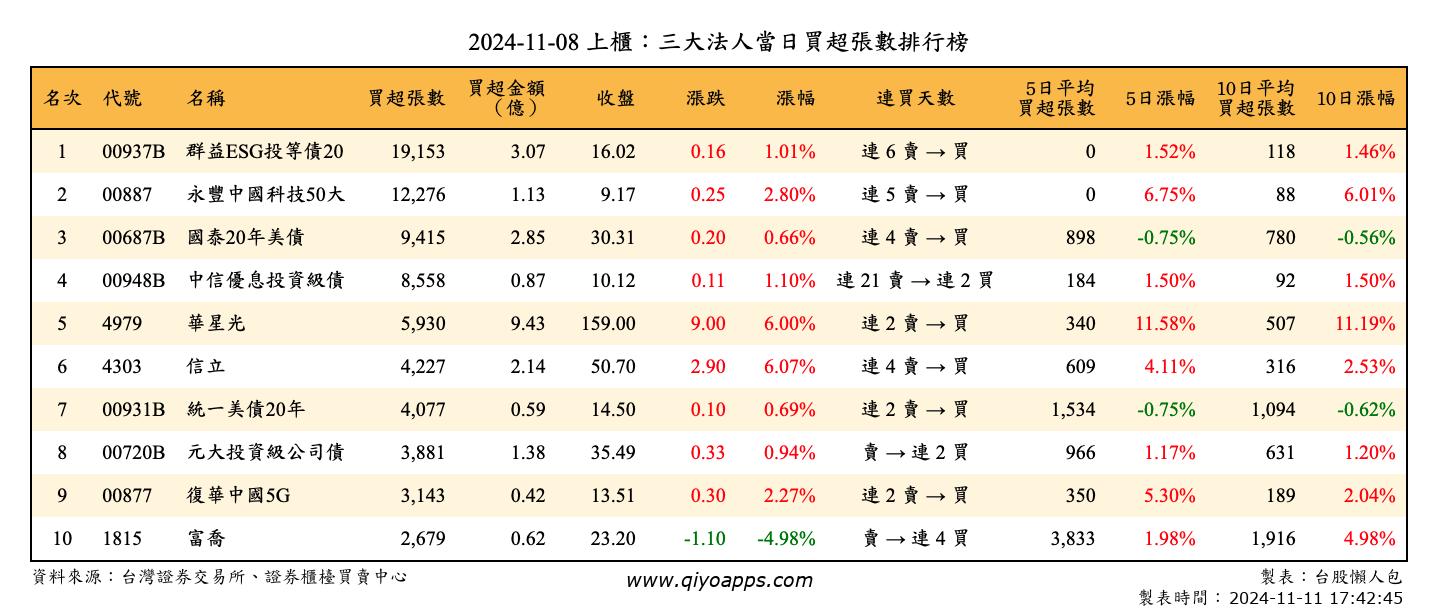 2024-11-08 上櫃：三大法人當日買超張數排行榜
名次 代號 名稱 買超張數 買超金額（億） 收盤 漲跌 漲幅 連買天數 5日平均買超張數 5日漲幅 10日平均買超張數 10日漲幅
1 00937B 群益ESG投等債20 19,153 3.07 16.02 0.16 1.01% 連 6 賣 → 買 0 1.52% 118 1.46%
2 00887 永豐中國科技50大 12,276 1.13 9.17 0.25 2.80% 連 5 賣 → 買 0 6.75% 88 6.01%
3 00687B 國泰20年美債 9,415 2.85 30.31 0.20 0.66% 連 4 賣 → 買 898 -0.75% 780 -0.56%
4 00948B 中信優息投資級債 8,558 0.87 10.12 0.11 1.10% 連 21 賣 → 連 2 買 184 1.50% 92 1.50%
5 4979 華星光 5,930 9.43 159.00 9.00 6.00% 連 2 賣 → 買 340 11.58% 507 11.19%
6 4303 信立 4,227 2.14 50.70 2.90 6.07% 連 4 賣 → 買 609 4.11% 316 2.53%
7 00931B 統一美債20年 4,077 0.59 14.50 0.10 0.69% 連 2 賣 → 買 1,534 -0.75% 1,094 -0.62%
8 00720B 元大投資級公司債 3,881 1.38 35.49 0.33 0.94% 賣 → 連 2 買 966 1.17% 631 1.20%
9 00877 復華中國5G 3,143 0.42 13.51 0.30 2.27% 連 2 賣 → 買 350 5.30% 189 2.04%
10 1815 富喬 2,679 0.62 23.20 -1.10 -4.98% 賣 → 連 4 買 3,833 1.98% 1,916 4.98%
資料來源：台灣證券交易所、證券櫃檯買賣中心 www.qiyoapps.com 製表：台股懶人包
製表時間：2024-11-11 17:42:45